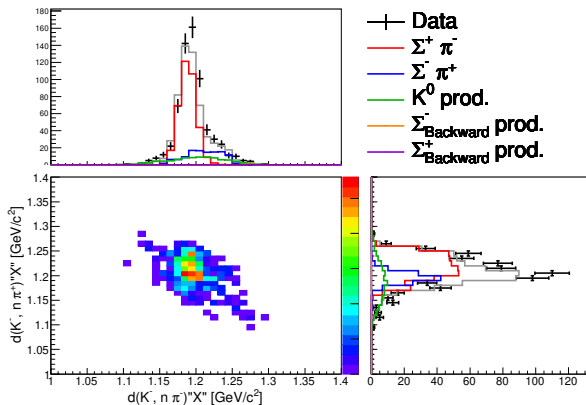 180
160
140
120
100
80
60
40
20
0
Data
Σ⁺ π⁻
Σ⁻ π⁺
K⁰ prod.
Σ⁻Backward prod.
Σ⁺Backward prod.
d(K⁻, n π⁺)"X" [GeV/c²]
1.4
1.35
1.3
1.25
1.2
1.15
1.1
1.05
1
1 1.05 1.1 1.15 1.2 1.25 1.3 1.35 1.4
d(K⁻, n π⁻)"X" [GeV/c²]
0 20 40 60 80 100 120